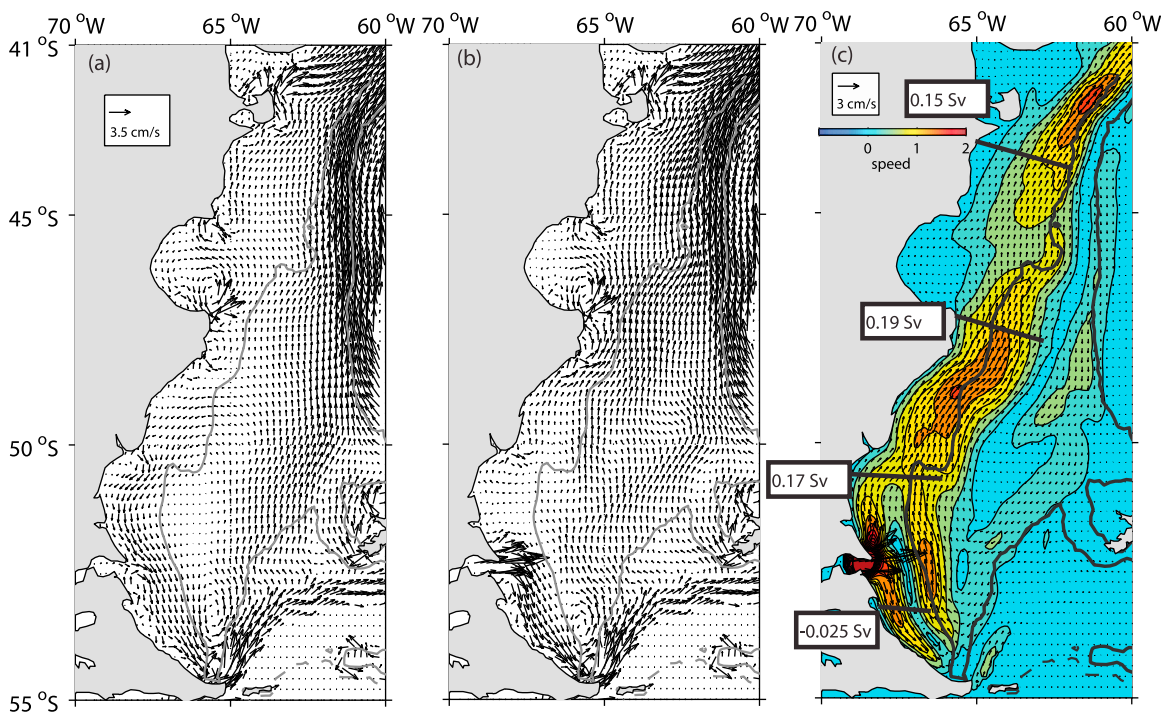 70 °W 65 °W 60 °W 70 °W 65 °W 60 °W 70 °W 65 °W 60 °W
41 °S
45 °S
50 °S
55 °S
(a)
3.5 cm/s
(b)
(c)
3 cm/s
0 1 2
speed
0.15 Sv
0.19 Sv
0.17 Sv
-0.025 Sv